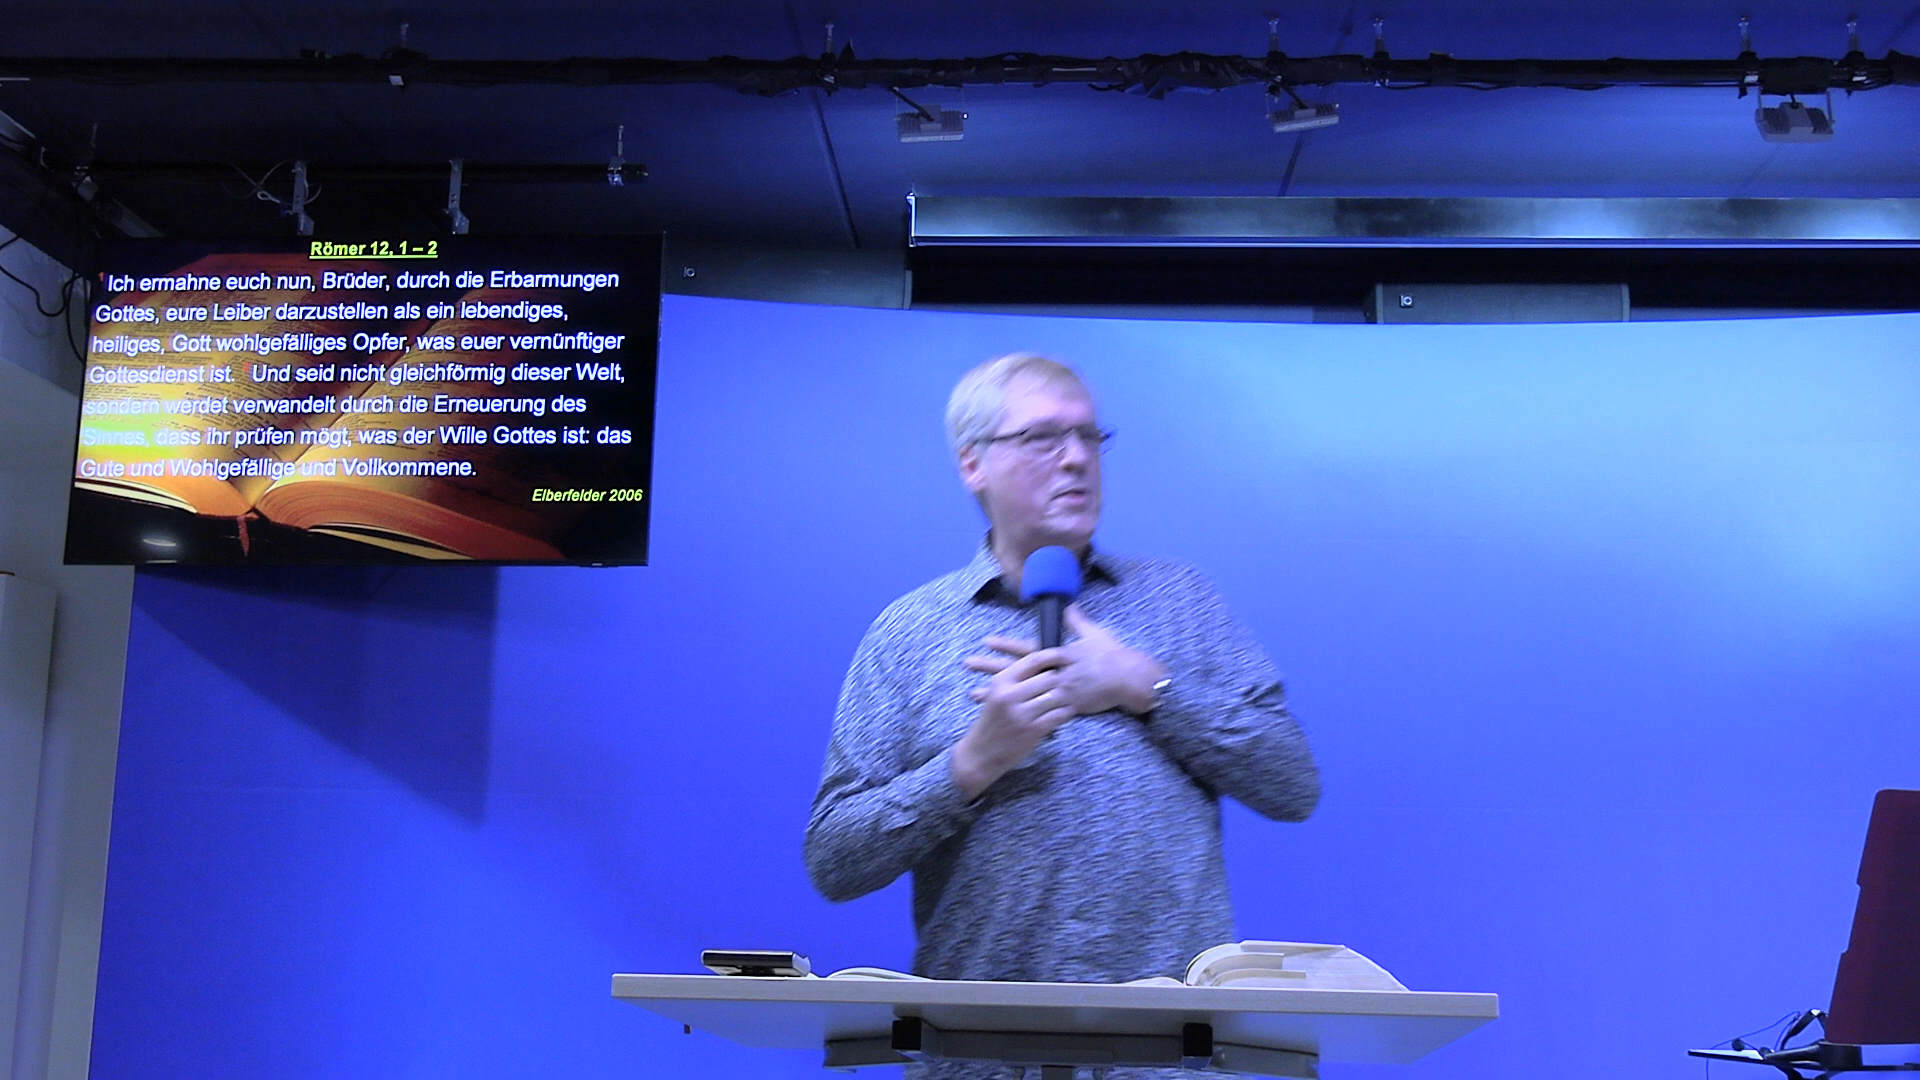 Römer 12, 1 – 2
1 Ich ermahne euch nun, Brüder, durch die Erbarmungen
Gottes, eure Leiber darzustellen als ein lebendiges,
heiliges, Gott wohlgefälliges Opfer, was euer vernünftiger
Gottesdienst ist. Und seid nicht gleichförmig dieser Welt,
sondern werdet verwandelt durch die Erneuerung des
Sinnes, dass ihr prüfen mögt, was der Wille Gottes ist: das
Gute und Wohlgefällige und Vollkommene.
Elberfelder 2006